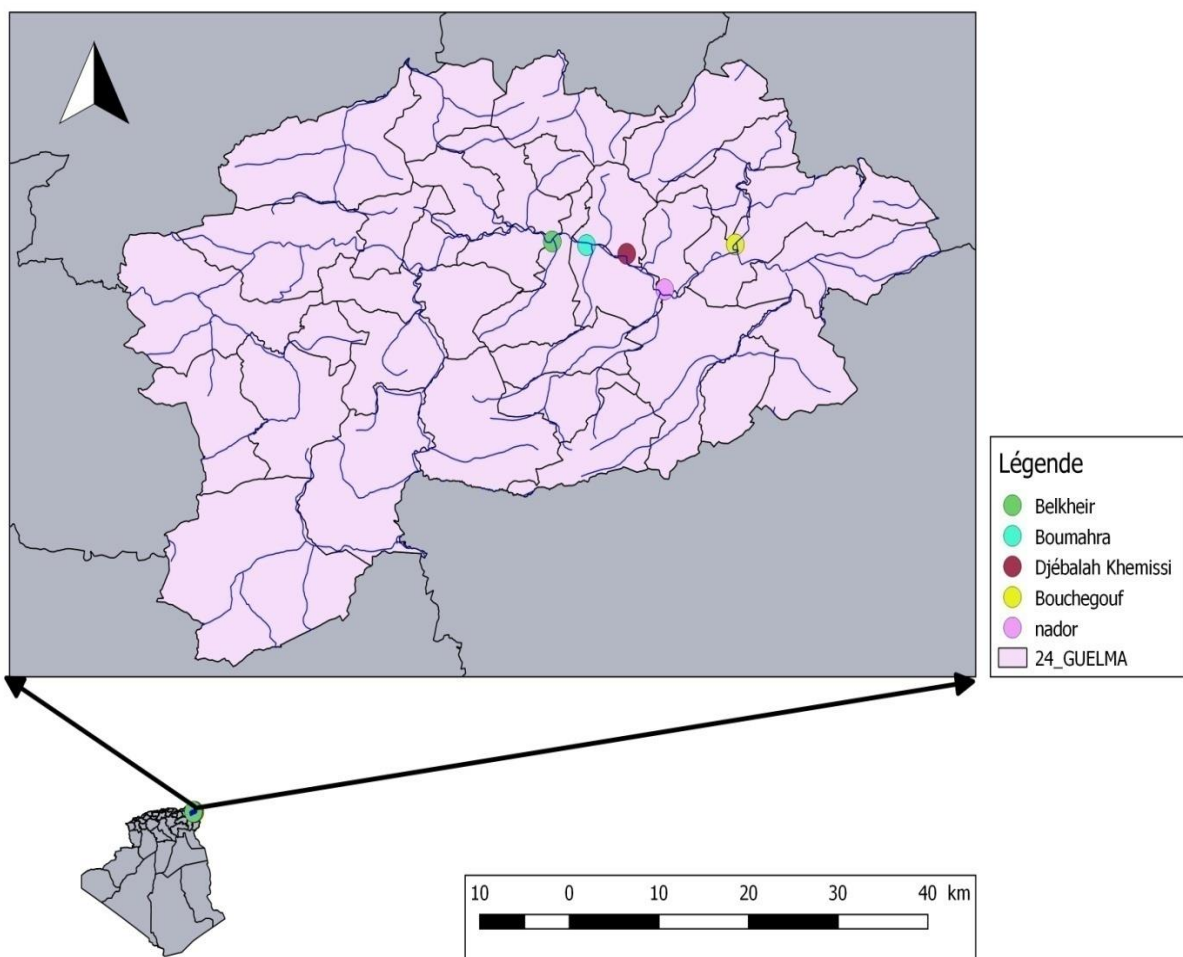 Légende
Belkheir
Boumahra
Djébalah Khemissi
Bouchegouf
nador
24_GUELMA
10 0 10 20 30 40 km